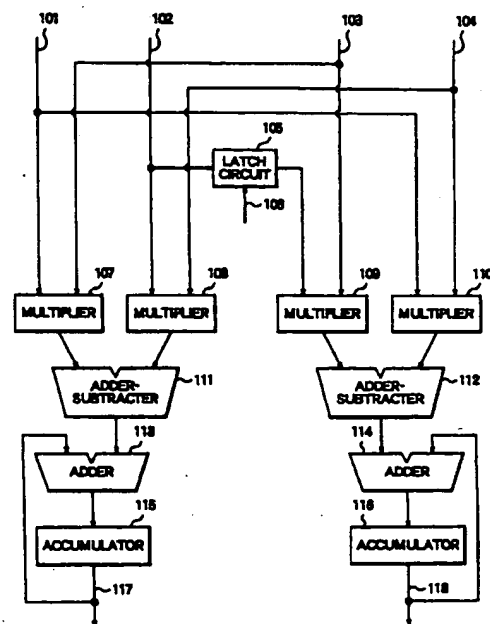 101
102
103
104
105
LATCH
CIRCUIT
106
107
108
109
110
MULTIPLIER
MULTIPLIER
MULTIPLIER
MULTIPLIER
ADDER-
SUBTRACTER
111
ADDER-
SUBTRACTER
112
113
ADDER
114
ADDER
115
ACCUMULATOR
116
ACCUMULATOR
117
118